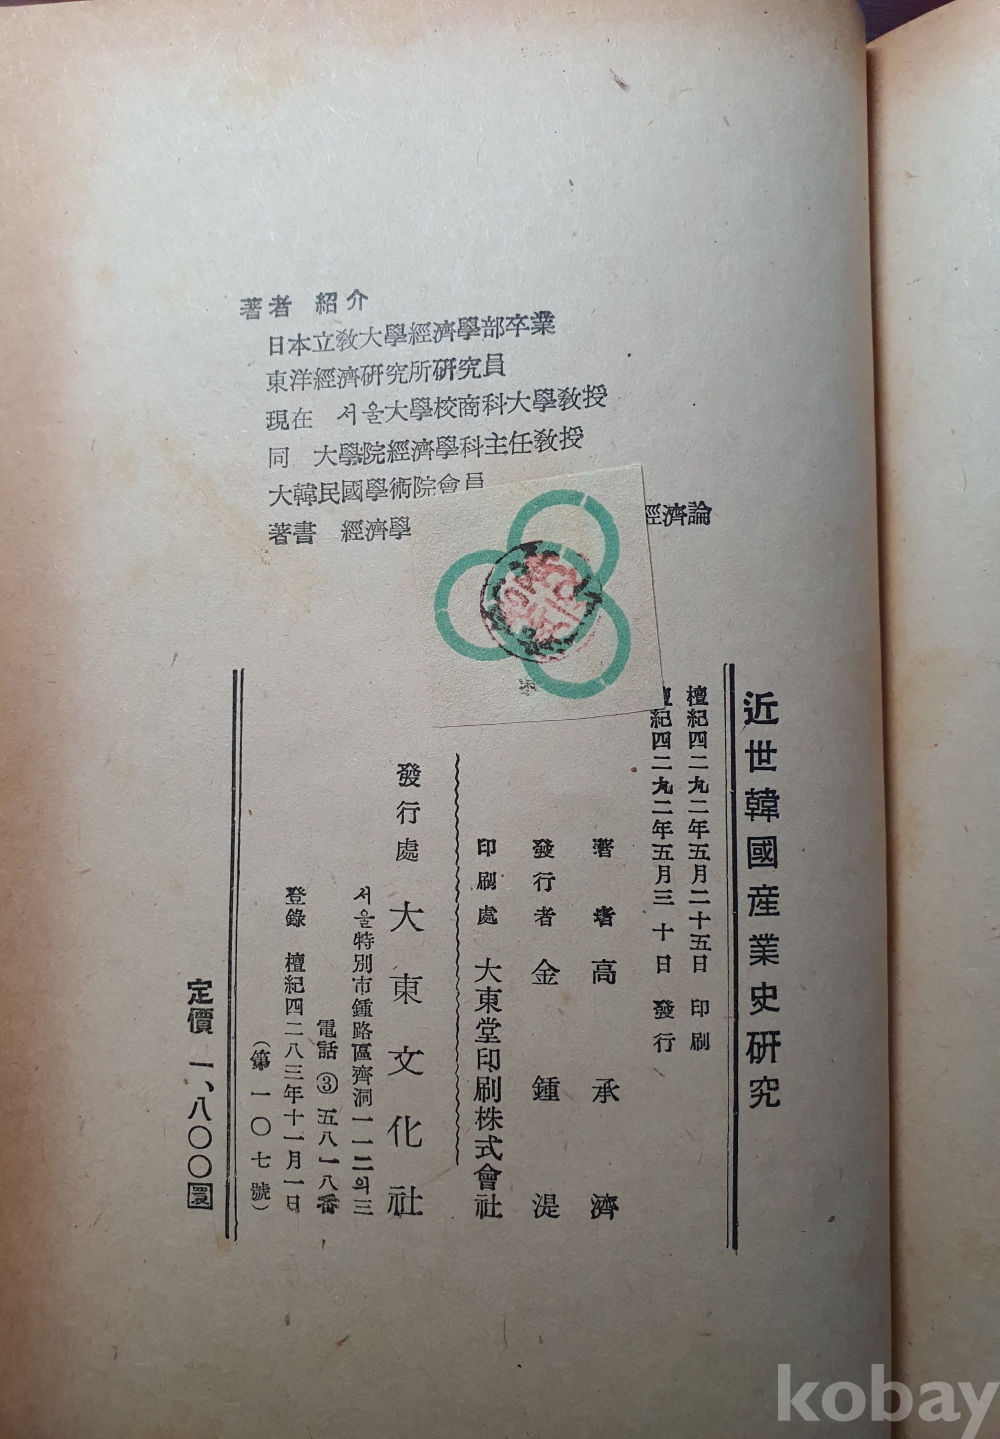 著者 紹介
日本立敎大學經濟學部卒業
東洋經濟硏究所硏究員
現在 서울大學校商科大學敎授
同 大學院經濟學科主任敎授
大韓民國學術院會員
著書 經濟學 經濟論
近世韓國産業史硏究
檀紀四二九二年五月二十五日 印刷
檀紀四二九二年五月三十日 發行
著者 高承濟
發行者 金鍾湜
印刷處 大東堂印刷株式會社
發行處 大東文化社
서울特別市鍾路區齊洞一一二의三
電話③五八一八番
登錄 檀紀四二八三年十一月一日
(第一〇七號)
定價 一、八〇〇圜
kobay